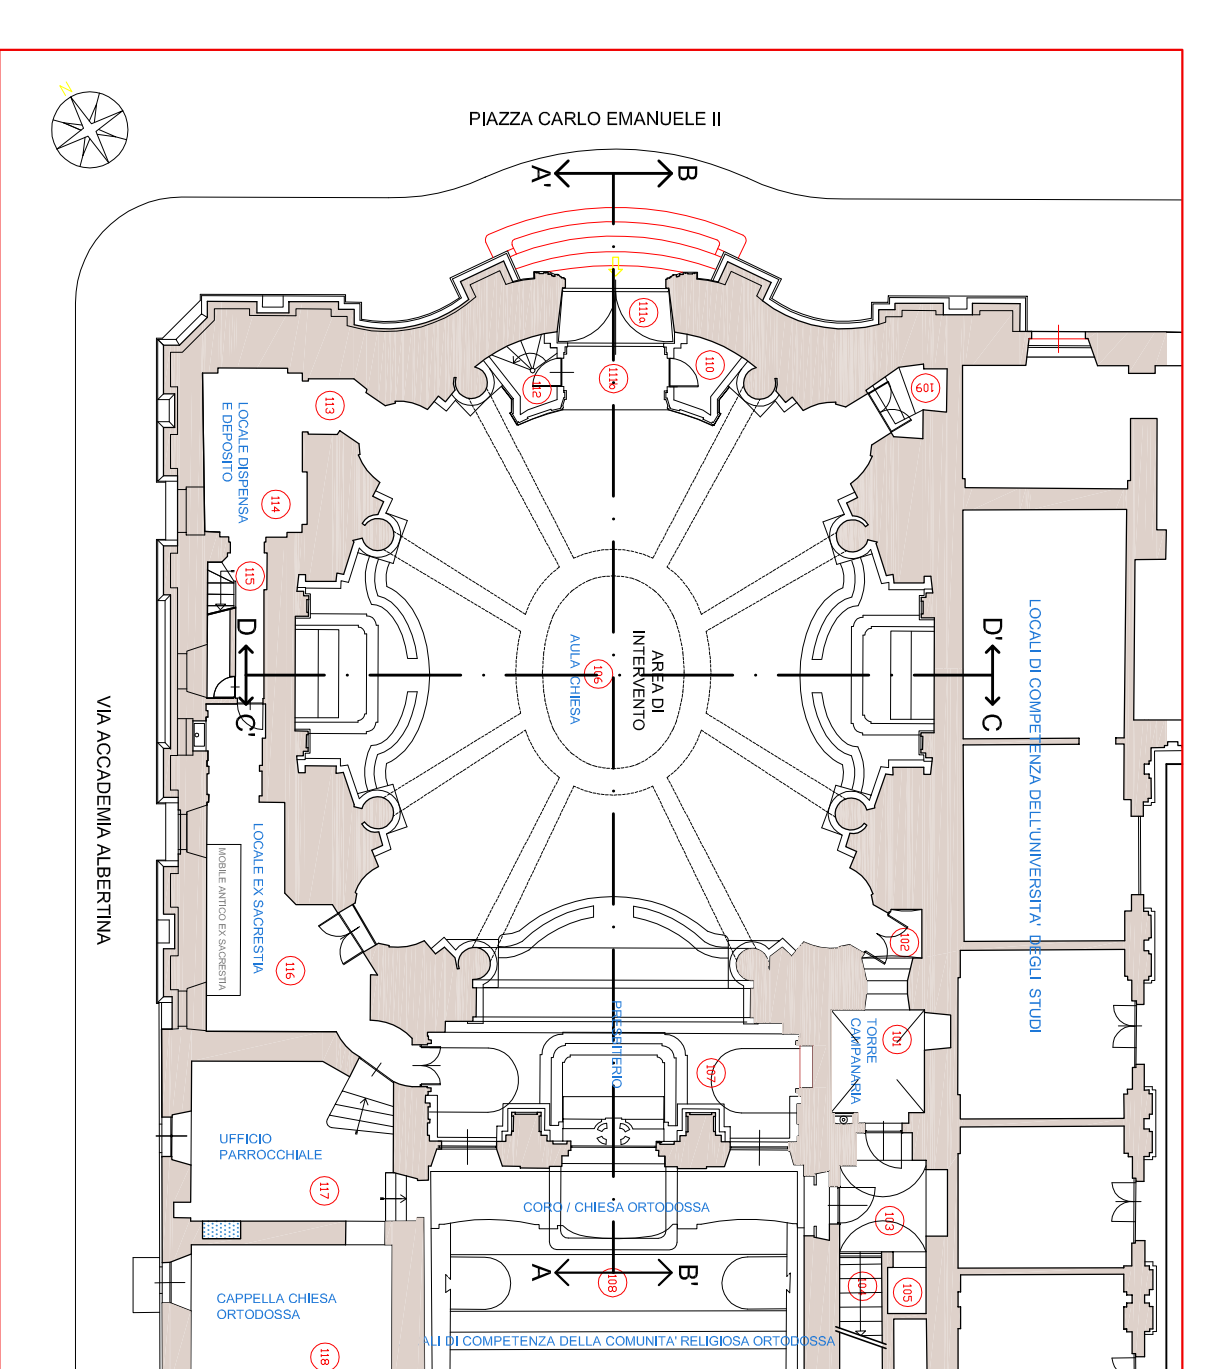 N
PIAZZA CARLO EMANUELE II
A'
B
111a
111b
110
112
109
113
LOCALE DISPENSA
E DEPOSITO
114
115
D
C'
D'
C
AREA DI
INTERVENTO
106
AULA CHIESA
LOCALI DI COMPETENZA DELL'UNIVERSITA' DEGLI STUDI
VIA ACCADEMIA ALBERTINA
LOCALE EX SACRESTIA
MOBILE ANTICO EX SACRESTIA
116
102
PRESBITERIO
107
101
TORRE
CAMPANARIA
UFFICIO
PARROCCHIALE
117
CORO / CHIESA ORTODOSSA
103
A
B'
108
104
105
CAPPELLA CHIESA
ORTODOSSA
ALI DI COMPETENZA DELLA COMUNITA' RELIGIOSA ORTODOSSA
118